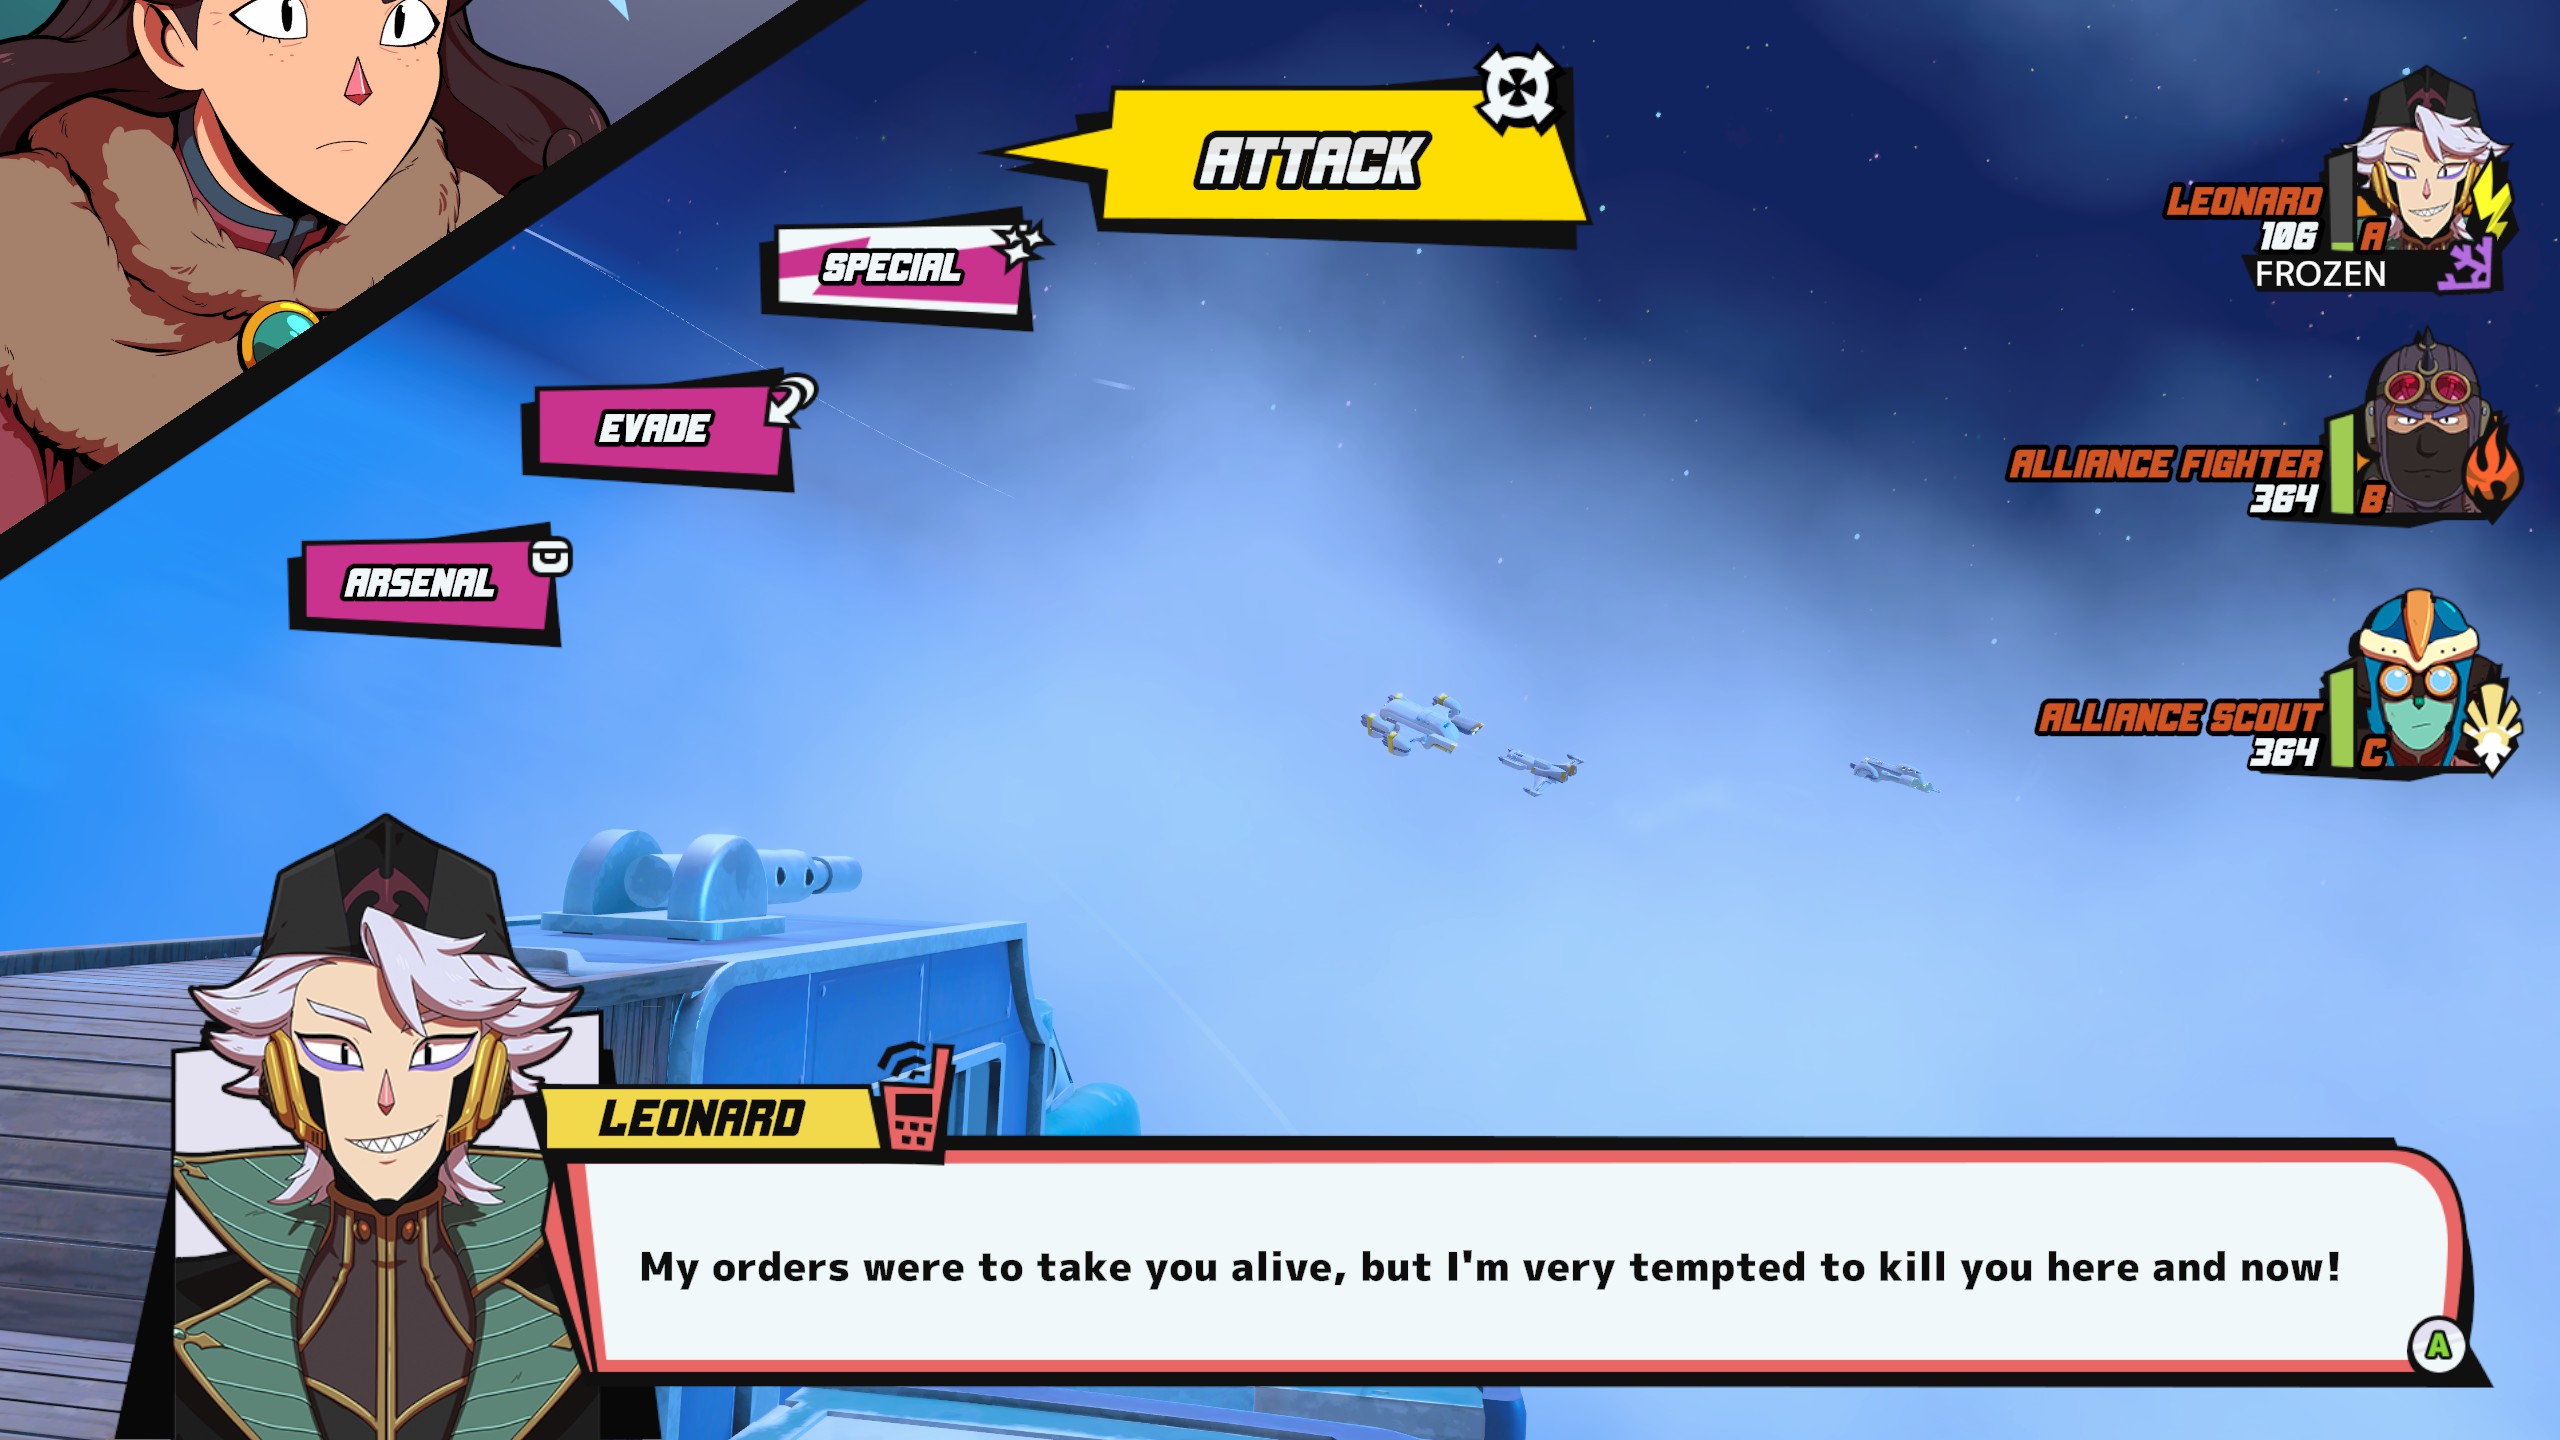 ATTACK
SPECIAL
EVADE
ARSENAL
LEONARD
106
A
FROZEN
ALLIANCE FIGHTER
364
B
ALLIANCE SCOUT
364
C
LEONARD
My orders were to take you alive, but I'm very tempted to kill you here and now!
A